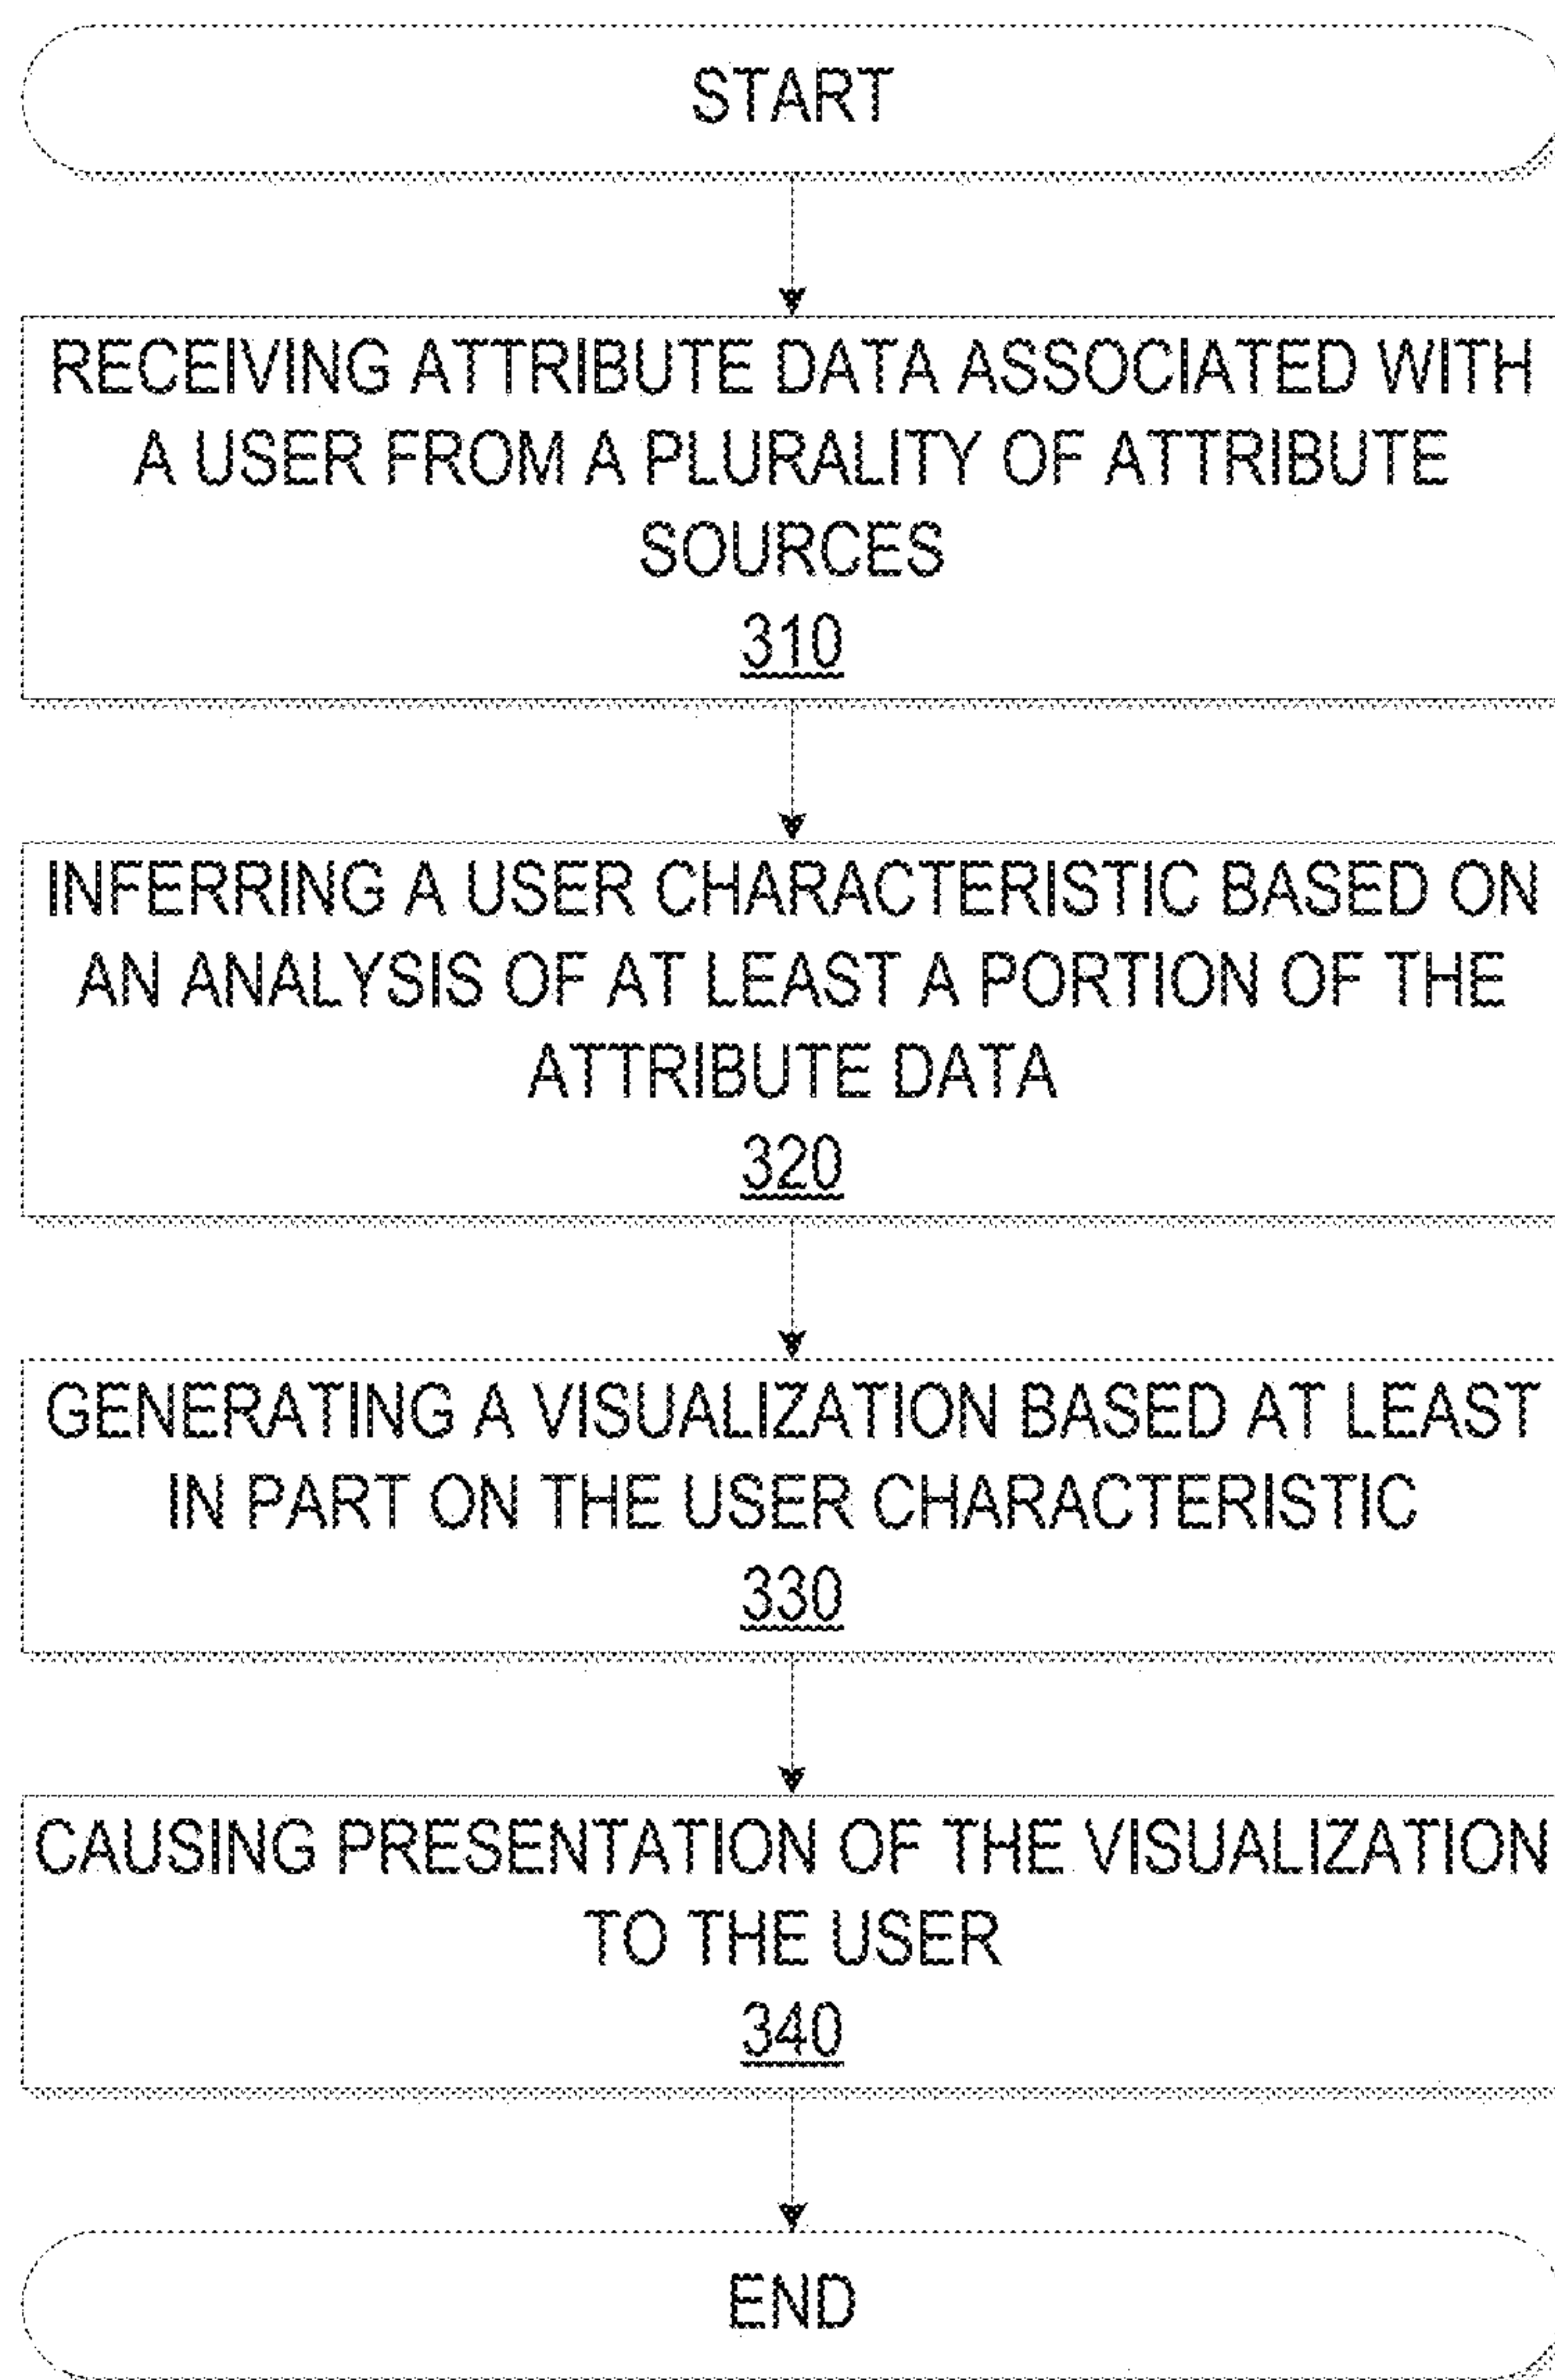 START
RECEIVING ATTRIBUTE DATA ASSOCIATED WITH
A USER FROM A PLURALITY OF ATTRIBUTE
SOURCES
310
INFERRING A USER CHARACTERISTIC BASED ON
AN ANALYSIS OF AT LEAST A PORTION OF THE
ATTRIBUTE DATA
320
GENERATING A VISUALIZATION BASED AT LEAST
IN PART ON THE USER CHARACTERISTIC
330
CAUSING PRESENTATION OF THE VISUALIZATION
TO THE USER
340
END